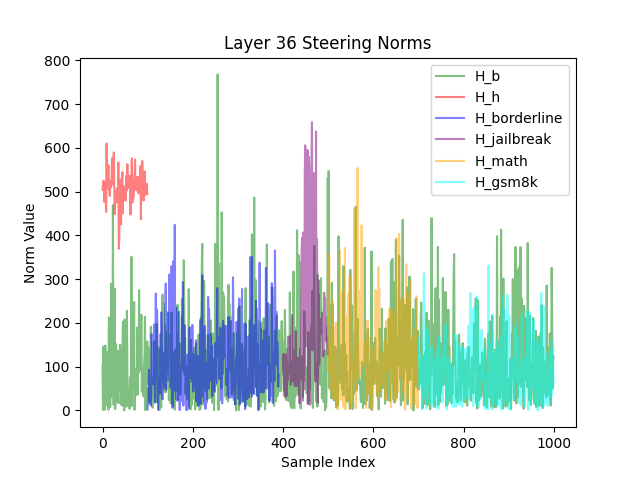 Layer 36 Steering Norms
Norm Value
800
700
600
500
400
300
200
100
0
H_b
H_h
H_borderline
H_jailbreak
H_math
H_gsm8k
0 200 400 600 800 1000
Sample Index